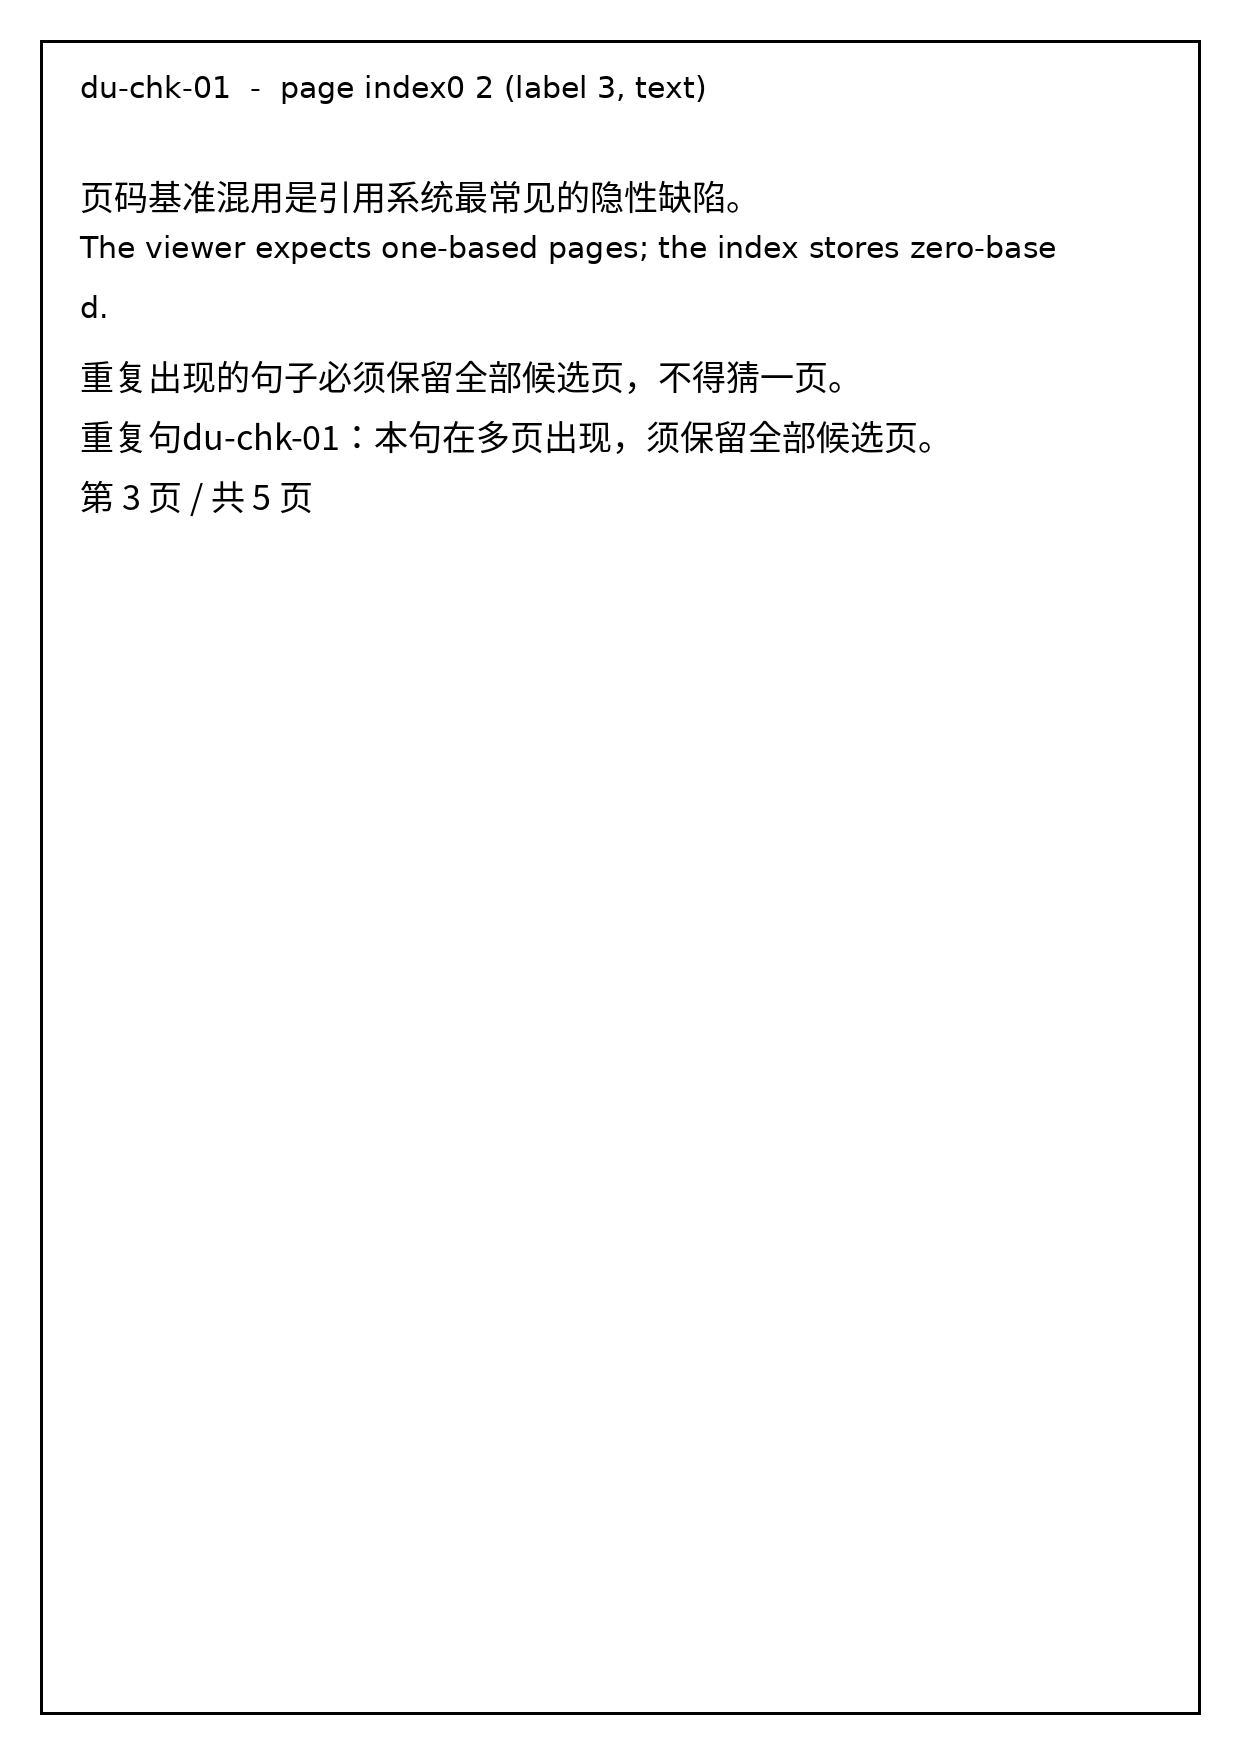 du-chk-01  -  page index0 2 (label 3, text)
页码基准混用是引用系统最常见的隐性缺陷。
The viewer expects one-based pages; the index stores zero-base
d.
重复出现的句子必须保留全部候选页，不得猜一页。
重复句du-chk-01：本句在多页出现，须保留全部候选页。
第 3 页 / 共 5 页